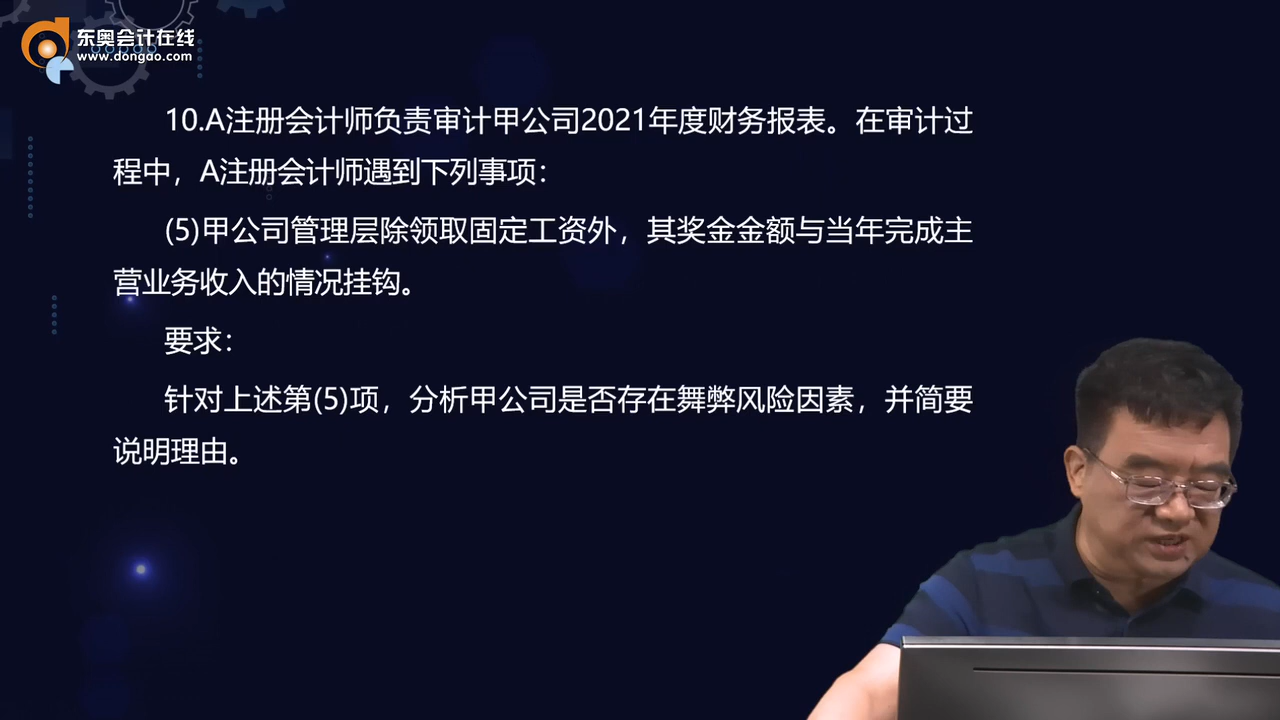 东奥会计在线
www.dongao.com
10.A注册会计师负责审计甲公司2021年度财务报表。在审计过
程中，A注册会计师遇到下列事项：
(5)甲公司管理层除领取固定工资外，其奖金金额与当年完成主
营业务收入的情况挂钩。
要求：
针对上述第(5)项，分析甲公司是否存在舞弊风险因素，并简要
说明理由。